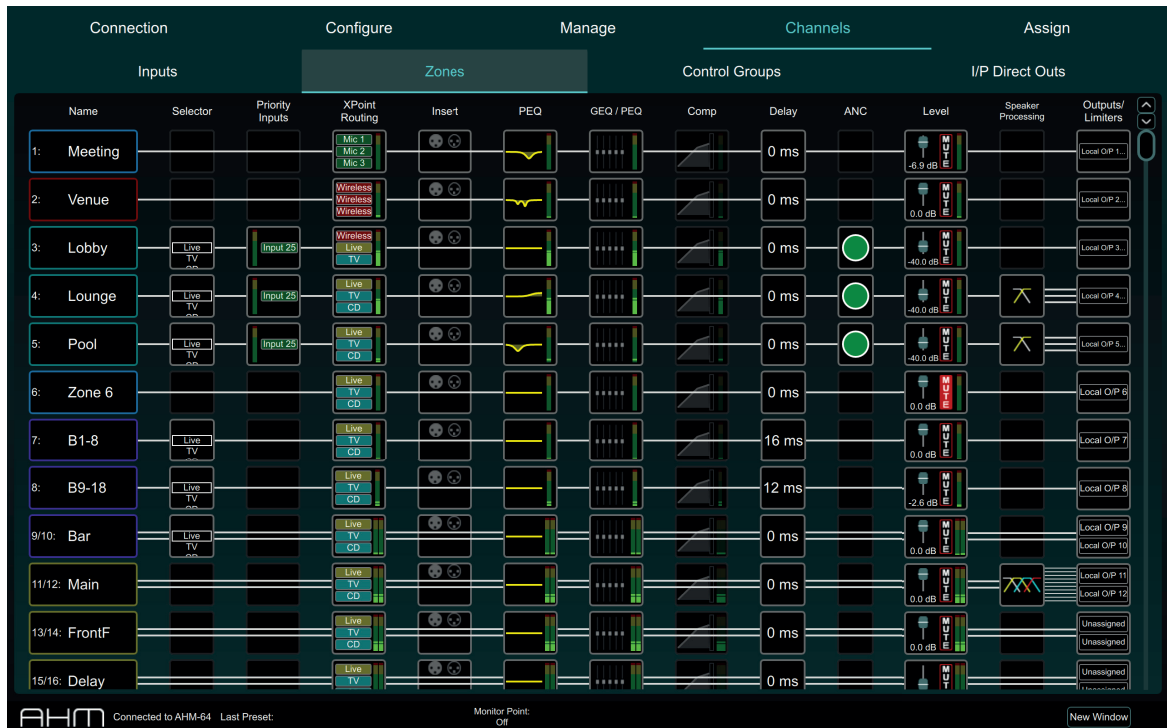 Connection Configure Manage Channels Assign
Inputs Zones Control Groups I/P Direct Outs
Name Selector Priority Inputs XPoint Routing Insert PEQ GEQ / PEQ Comp Delay ANC Level Speaker Processing Outputs/ Limiters
1: Meeting Mic 1 Mic 2 Mic 3 0 ms -6.9 dB MUTE Local O/P 1...
2: Venue Wireless Wireless Wireless 0 ms 0.0 dB MUTE Local O/P 2...
3: Lobby Live TV CD Input 25 Wireless Live TV 0 ms -40.0 dB MUTE Local O/P 3...
4: Lounge Live TV Input 25 Live TV CD 0 ms -40.0 dB MUTE Local O/P 4...
5: Pool Live TV Input 25 Live TV CD 0 ms -40.0 dB MUTE Local O/P 5...
6: Zone 6 Live TV CD 0 ms 0.0 dB MUTE Local O/P 6
7: B1-8 Live TV Live TV CD 16 ms 0.0 dB MUTE Local O/P 7
8: B9-18 Live TV Live TV CD 12 ms -2.6 dB MUTE Local O/P 8
9/10: Bar Live TV Live TV CD 0 ms 0.0 dB MUTE Local O/P 9 Local O/P 10
11/12: Main Live TV CD 0 ms 0.0 dB MUTE Local O/P 11 Local O/P 12
13/14: FrontF Live TV CD 0 ms 0.0 dB MUTE Unassigned Unassigned
15/16: Delay Live TV 0 ms MUT Unassigned
AHM Connected to AHM-64 Last Preset: Monitor Point: Off New Window